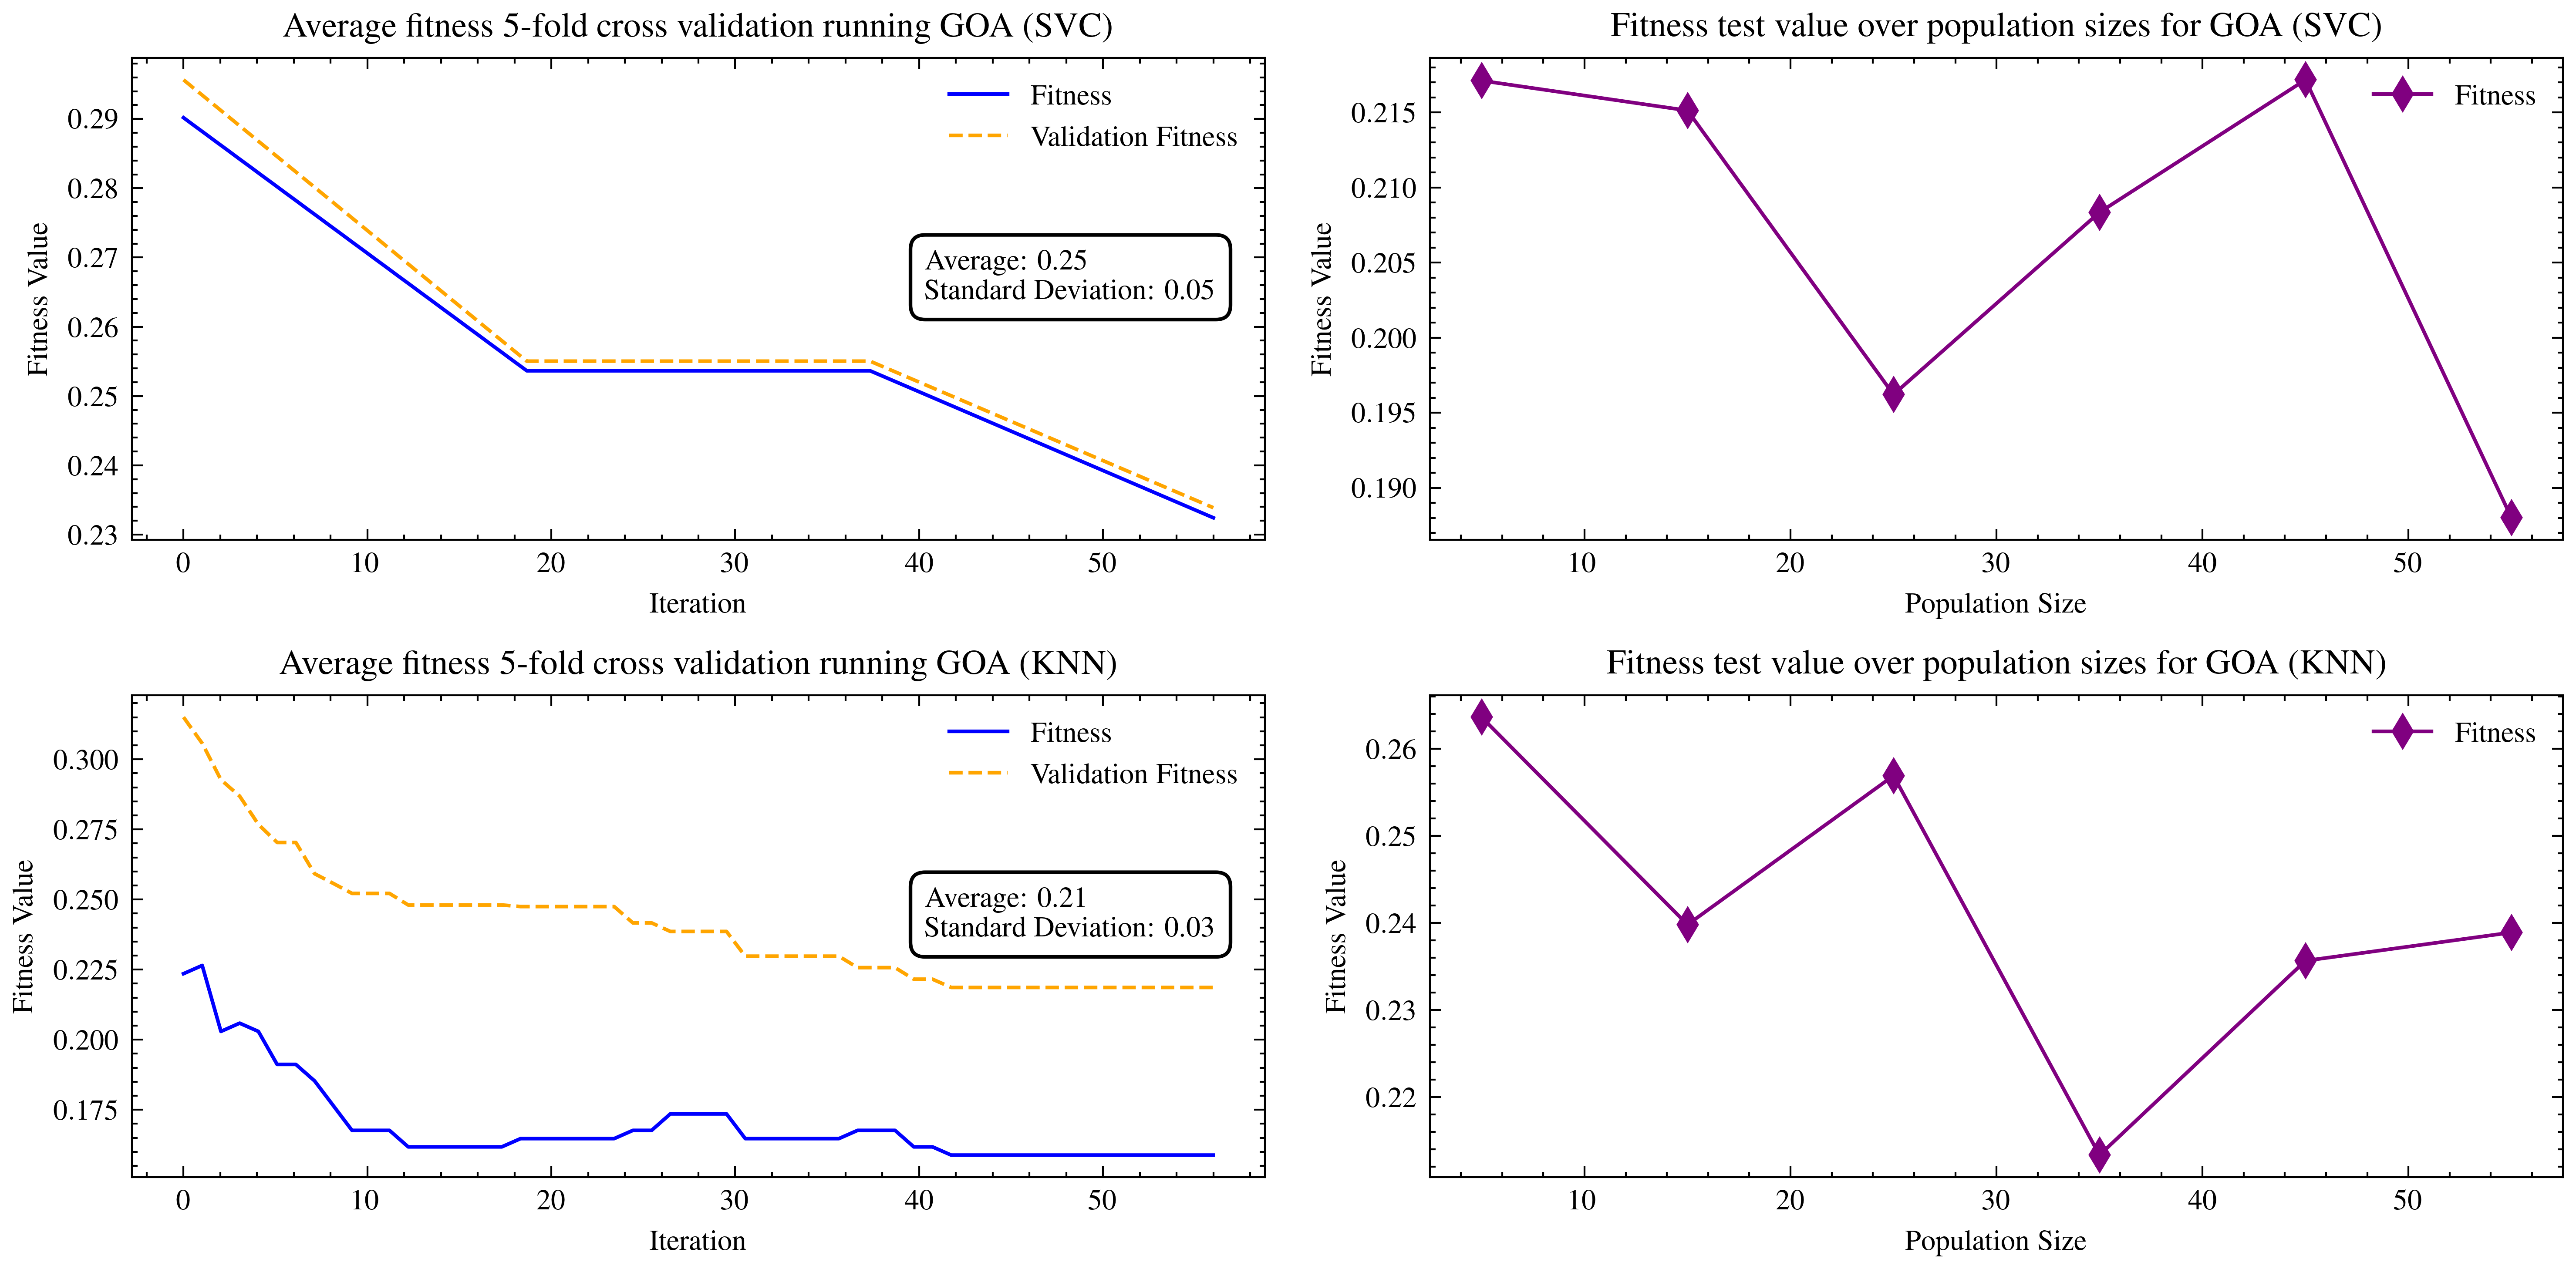 Average fitness 5-fold cross validation running GOA (SVC)
Fitness Value
0.29
0.28
0.27
0.26
0.25
0.24
0.23
Fitness
Validation Fitness
Average: 0.25
Standard Deviation: 0.05
0 10 20 30 40 50
Iteration
Fitness test value over population sizes for GOA (SVC)
Fitness Value
0.215
0.210
0.205
0.200
0.195
0.190
Fitness
10 20 30 40 50
Population Size
Average fitness 5-fold cross validation running GOA (KNN)
Fitness Value
0.300
0.275
0.250
0.225
0.200
0.175
Fitness
Validation Fitness
Average: 0.21
Standard Deviation: 0.03
0 10 20 30 40 50
Iteration
Fitness test value over population sizes for GOA (KNN)
Fitness Value
0.26
0.25
0.24
0.23
0.22
Fitness
10 20 30 40 50
Population Size